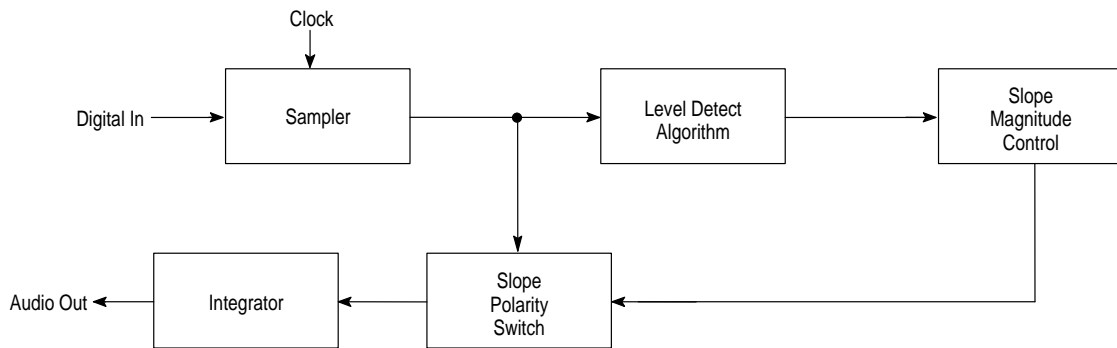 Clock
Digital In
Sampler
Level Detect
Algorithm
Slope
Magnitude
Control
Audio Out
Integrator
Slope
Polarity
Switch